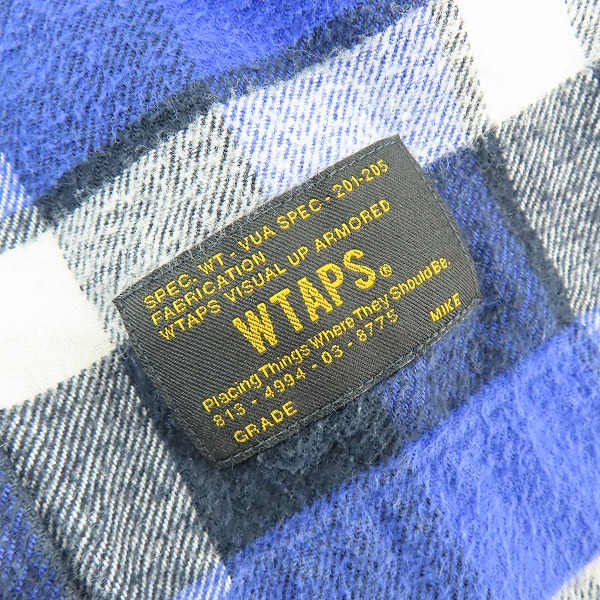 SPEC. WT - VUA SPEC - 201-205
FABRICATION
WTAPS VISUAL UP ARMORED
WTAPS®
Placing Things Where They Should Be.
813 - 4994 - 03 - 8775 MIKE
GRADE